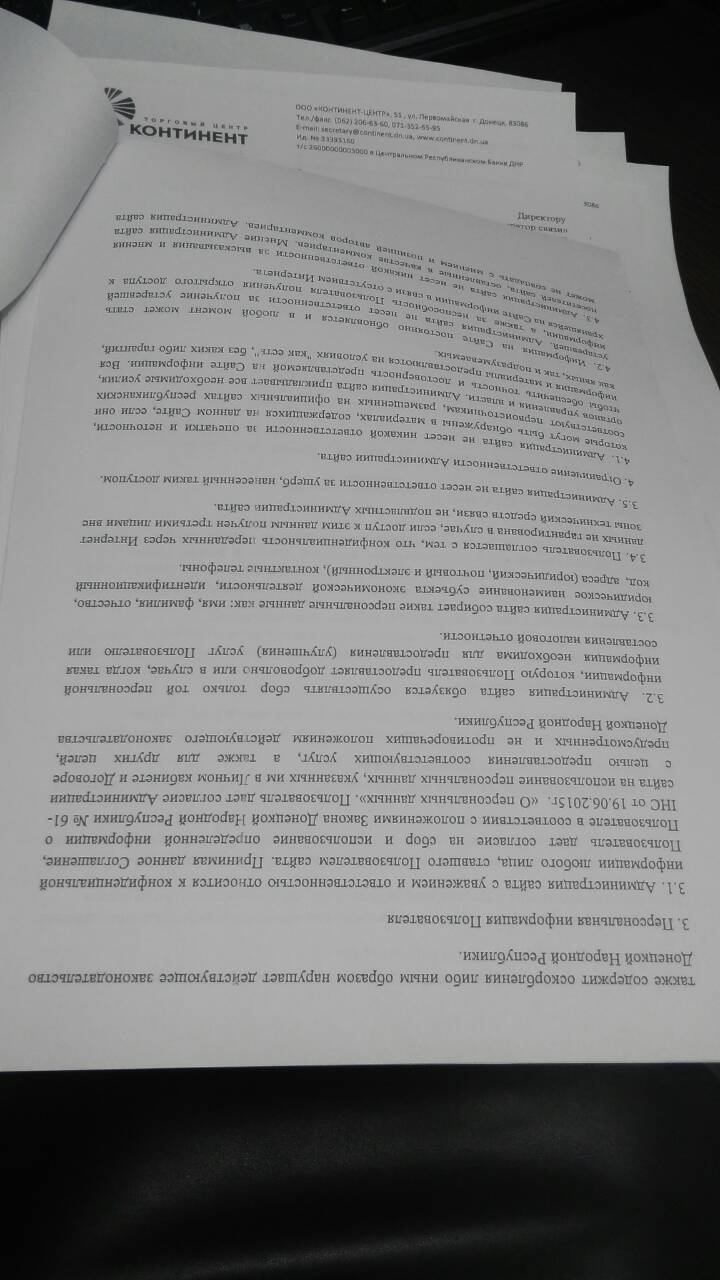 ТОРГОВЫЙ ЦЕНТР
КОНТИНЕНТ
ООО «КОНТИНЕНТ-ЦЕНТР», 51, ул. Первомайская г. Донецк, 83086
Тел./факс (062) 206-63-60, 071-352-65-95
E-mail: secretary@continent.dn.ua, www.continent.dn.ua
Ид. № 33393160
т/с 26000000003000 в Центральном Республиканском Банке ДНР
Директору
связи»
также содержит оскорбления либо иным образом нарушает действующее законодательство
Донецкой Народной Республики.
3. Персональная информация Пользователя
3.1. Администрация сайта с уважением и ответственностью относится к конфиденциальной
информации любого лица, ставшего Пользователем сайта. Принимая данное Соглашение,
Пользователь дает согласие на сбор и использование определенной информации о
Пользователе в соответствии с положениями Закона Донецкой Народной Республики № 61-
IНС от 19.06.2015г. «О персональных данных». Пользователь дает согласие Администрации
сайта на использование персональных данных, указанных им в Личном кабинете и Договоре
с целью предоставления соответствующих услуг, а также для других целей,
предусмотренных и не противоречащих положениям действующего законодательства
Донецкой Народной Республики.
3.2. Администрация сайта обязуется осуществлять сбор только той персональной
информации, которую Пользователь предоставляет добровольно или в случае, когда такая
информация необходима для предоставления (улучшения) услуг Пользователю или
составления налоговой отчетности.
3.3. Администрация сайта собирает такие персональные данные как: имя, фамилия, отчество,
юридическое наименование субъекта экономической деятельности, идентификационный
код, адреса (юридический, почтовый и электронный), контактные телефоны.
3.4. Пользователь соглашается с тем, что конфиденциальность переданных через Интернет
данных не гарантирована в случае, если доступ к этим данным получен третьими лицами вне
зоны технический средств связи, не подвластных Администрации сайта.
3.5. Администрация сайта не несет ответственности за ущерб, нанесенный таким доступом.
4. Ограничение ответственности Администрации сайта.
4.1. Администрация сайта не несет никакой ответственности за опечатки и неточности,
которые могут быть обнаружены в материалах, содержащихся на данном Сайте, если они
соответствуют первоисточникам, размещенных на официальных сайтах республиканских
органов управления и власти. Администрация сайта прикладывает все необходимые усилия,
чтобы обеспечить точность и достоверность представляемой на Сайте информации. Вся
информация и материалы предоставляются на условиях "как есть", без каких либо гарантий,
как явных, так и подразумеваемых.
4.2. Информация на Сайте постоянно обновляется и в любой момент может стать
устаревшей. Администрация сайта не несет ответственности за получение устаревшей
информации, а также за неспособность Пользователя получения открытого доступа к
хранящейся на Сайте информации в связи с отсутствием Интернета.
4.3. Администрация сайта не несет никакой ответственности за высказывания и мнения
посетителей сайта, оставленные в качестве комментариев. Мнение Администрация сайта
может не совпадать с мнением и позицией авторов комментариев. Администрация сайта